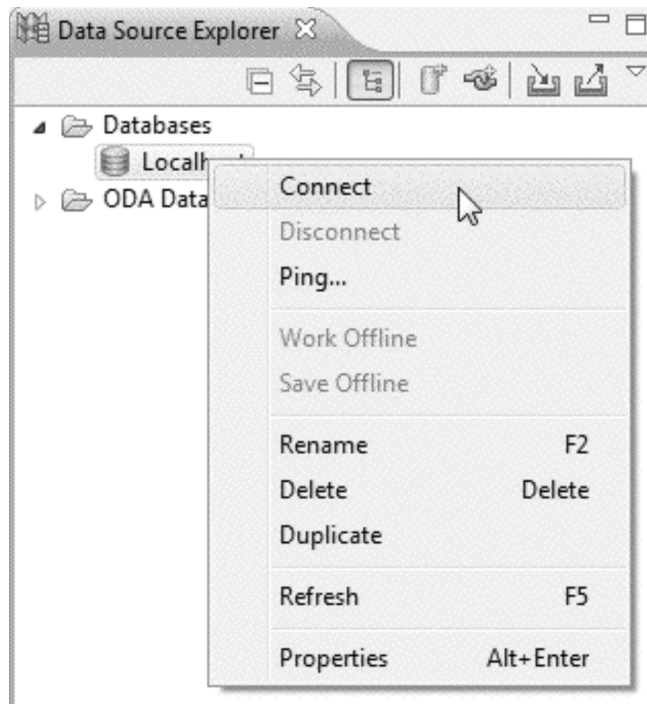 Data Source Explorer
Databases
Connect
ODA Data
Disconnect
Ping...
Work Offline
Save Offline
Rename F2
Delete Delete
Duplicate
Refresh F5
Properties Alt+Enter